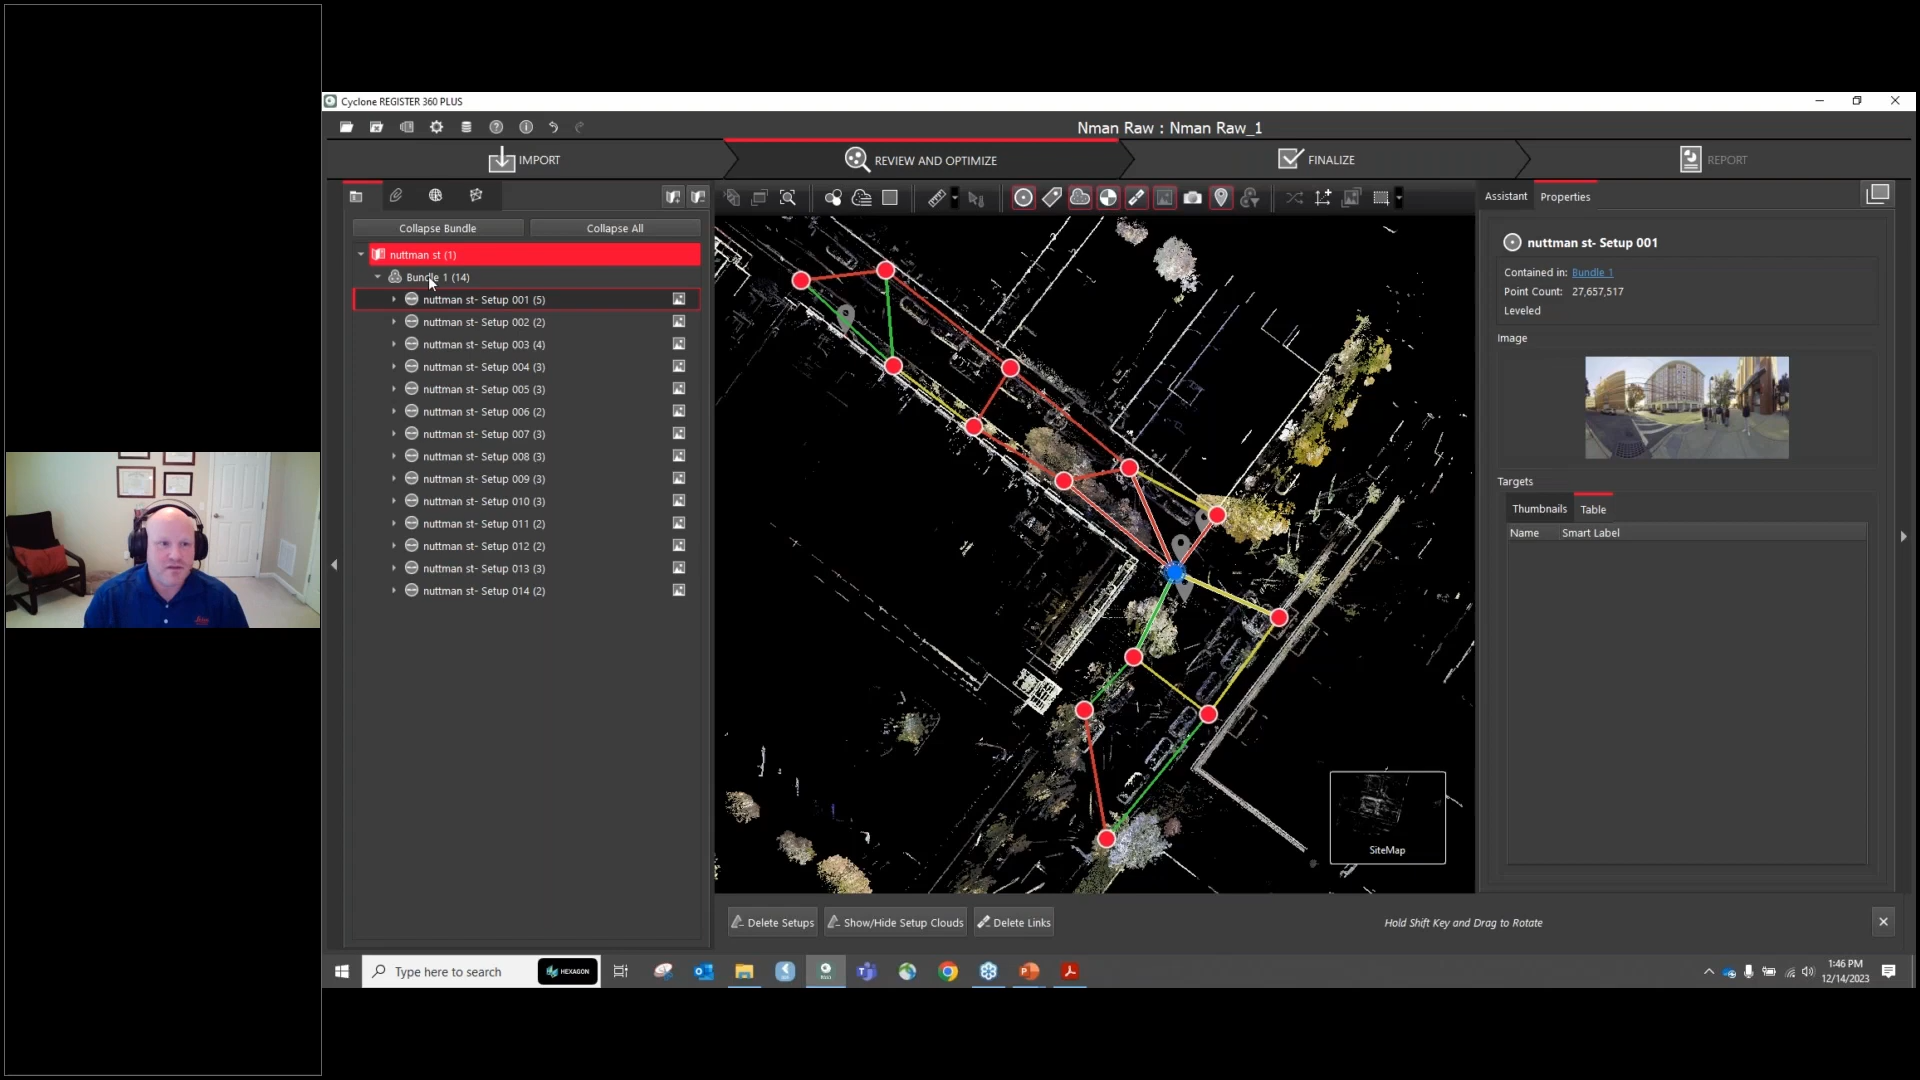 Cyclone REGISTER 360 PLUS
Nman Raw : Nman Raw_1
IMPORT
REVIEW AND OPTIMIZE
FINALIZE
REPORT
Collapse Bundle
Collapse All
nuttman st (1)
Bundle 1 (14)
nuttman st- Setup 001 (5)
nuttman st- Setup 002 (2)
nuttman st- Setup 003 (4)
nuttman st- Setup 004 (3)
nuttman st- Setup 005 (3)
nuttman st- Setup 006 (2)
nuttman st- Setup 007 (3)
nuttman st- Setup 008 (3)
nuttman st- Setup 009 (3)
nuttman st- Setup 010 (3)
nuttman st- Setup 011 (2)
nuttman st- Setup 012 (2)
nuttman st- Setup 013 (3)
nuttman st- Setup 014 (2)
SiteMap
Delete Setups
Show/Hide Setup Clouds
Delete Links
Hold Shift Key and Drag to Rotate
Assistant
Properties
nuttman st- Setup 001
Contained in: Bundle 1
Point Count: 27,657,517
Leveled
Image
Targets
Thumbnails
Table
Name
Smart Label
Type here to search
HEXAGON
1:46 PM
12/14/2023